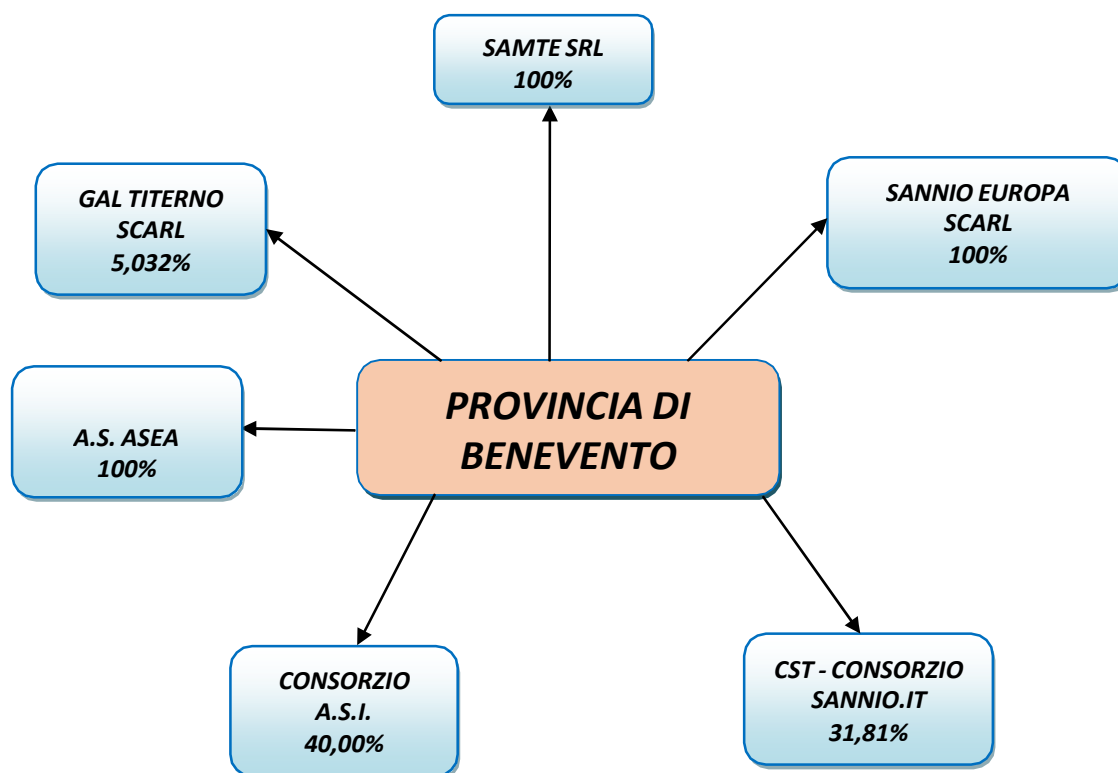 SAMTE SRL
100%
GAL TITERNO
SCARL
5,032%
SANNIO EUROPA
SCARL
100%
PROVINCIA DI
BENEVENTO
A.S. ASEA
100%
CONSORZIO
A.S.I.
40,00%
CST - CONSORZIO
SANNIO.IT
31,81%